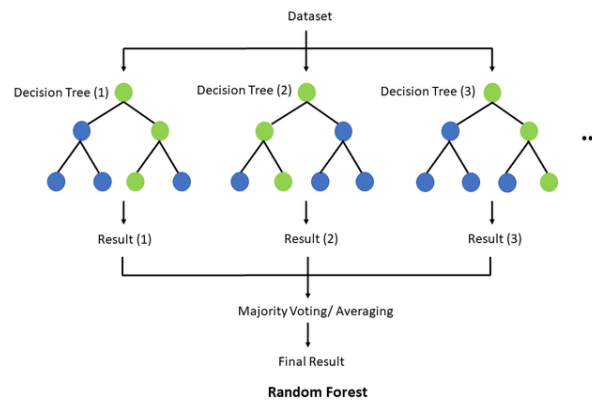 Dataset
Decision Tree (1)
Decision Tree (2)
Decision Tree (3)
...
Result (1)
Result (2)
Result (3)
Majority Voting/ Averaging
Final Result
Random Forest